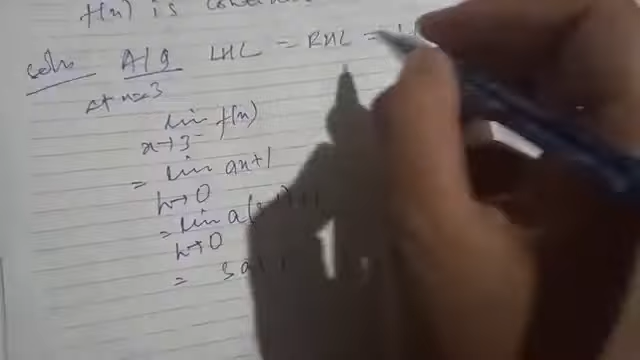 f(x) is
soln A/q LHL = RHL =
At x=3
lim f(x)
x→3⁻
= lim ax+1
h→0
= lim a(
h→0
= 3a